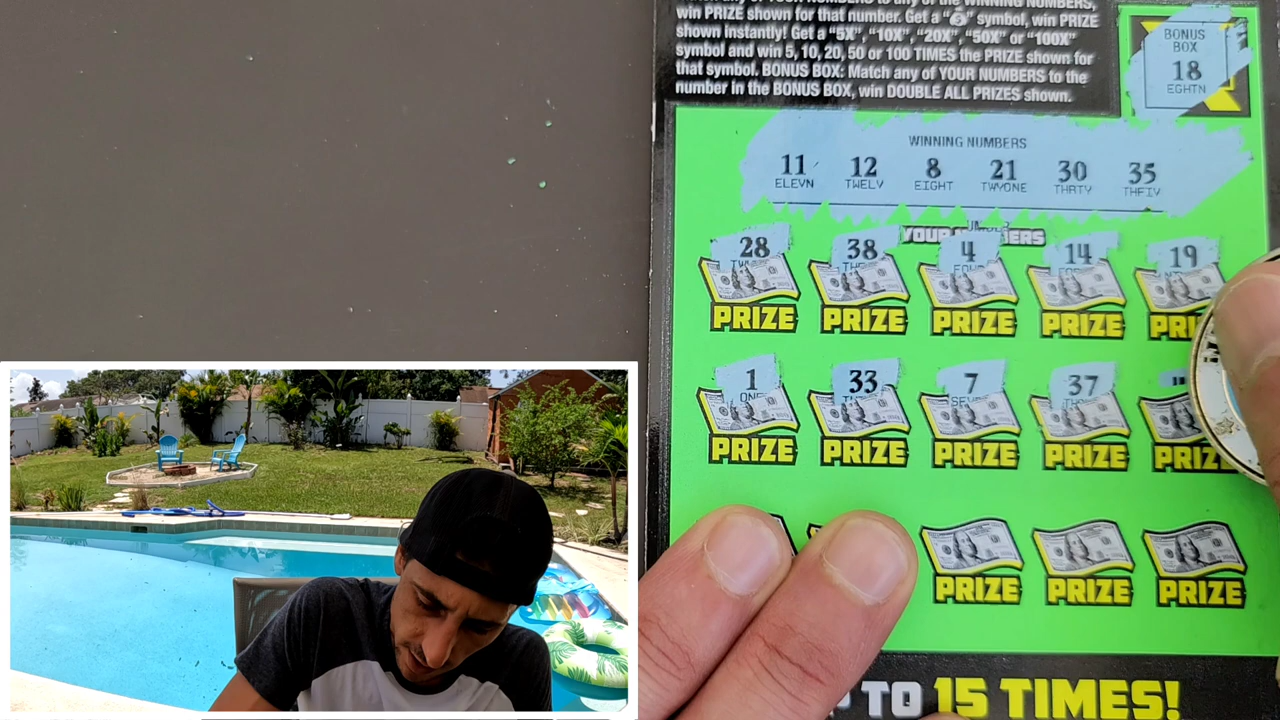 win PRIZE shown for that number. Get a " " symbol, win PRIZE
shown instantly! Get a "5X", "10X", "20X", "50X" or "100X"
symbol and win 5, 10, 20, 50 or 100 TIMES the PRIZE shown for
that symbol. BONUS BOX: Match any of YOUR NUMBERS to the
number in the BONUS BOX, win DOUBLE ALL PRIZES shown.
BONUS
BOX
18
EGHTN
WINNING NUMBERS
11 12 8 21 30 35
ELEVN TWELV EIGHT TWYONE THRTY THFIV
YOUR
28 38 4 14 19
PRIZE PRIZE PRIZE PRIZE
1 33 7 37
PRIZE PRIZE PRIZE PRIZE
PRIZE PRIZE PRIZE
TO 15 TIMES!